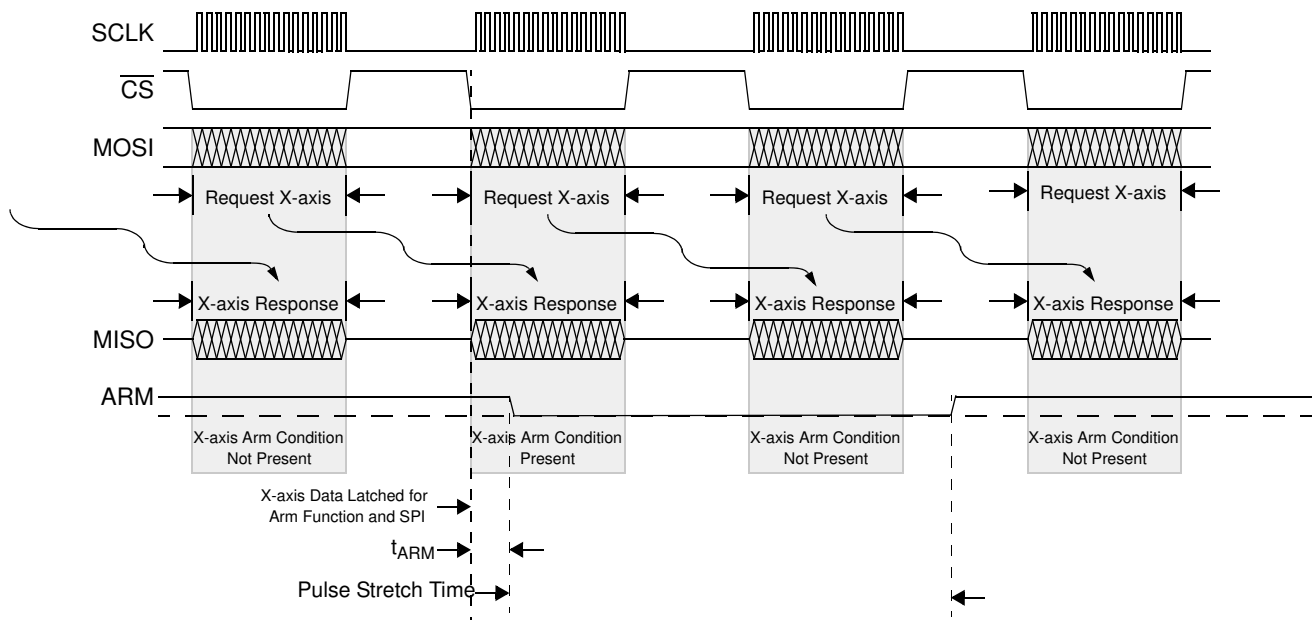 SCLK
CS
MOSI
Request X-axis Request X-axis Request X-axis Request X-axis
X-axis Response X-axis Response X-axis Response X-axis Response
MISO
ARM
X-axis Arm Condition X-axis Arm Condition X-axis Arm Condition X-axis Arm Condition
Not Present Present Not Present Not Present
X-axis Data Latched for
Arm Function and SPI
tARM
Pulse Stretch Time